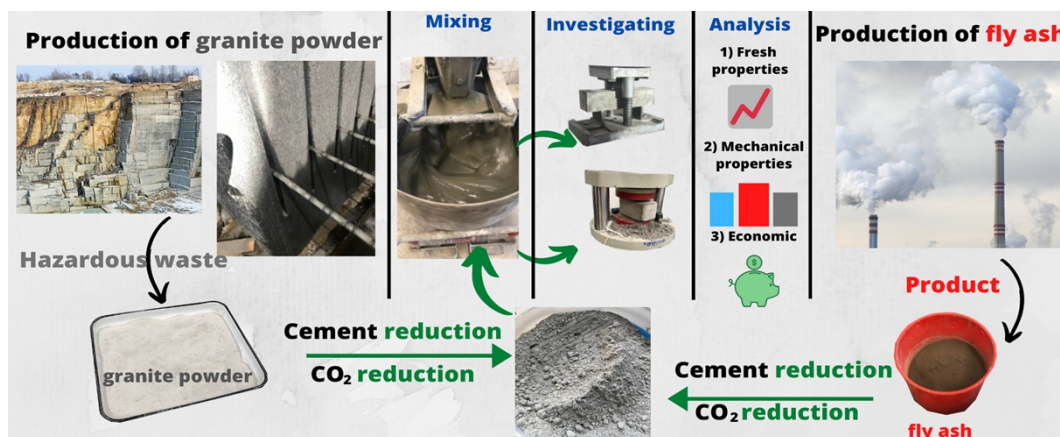 Production of granite powder
Mixing
Investigating
Analysis
Production of fly ash
1) Fresh
properties
2) Mechanical
properties
3) Economic
Hazardous waste
granite powder
Cement reduction
CO₂ reduction
Product
Cement reduction
CO₂ reduction
fly ash